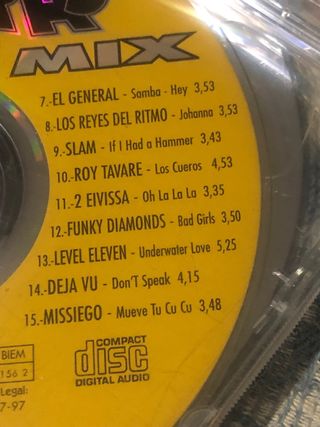 MIX
7.-EL GENERAL - Samba - Hey 3,53
8.-LOS REYES DEL RITMO - Johanna 3,53
9.-SLAM - If I Had a Hammer 3,43
10.-ROY TAVARE - Los Cueros 4,53
11.-2 EIVISSA - Oh La La La 3,35
12.-FUNKY DIAMONDS - Bad Girls 3,50
13.-LEVEL ELEVEN - Underwater Love 5,25
14.-DEJA VU - Don'T Speak 4,15
15.-MISSIEGO - Mueve Tu Cu Cu 3,48
BIEM
156 2
Legal:
7-97
COMPACT
disc
DIGITAL AUDIO